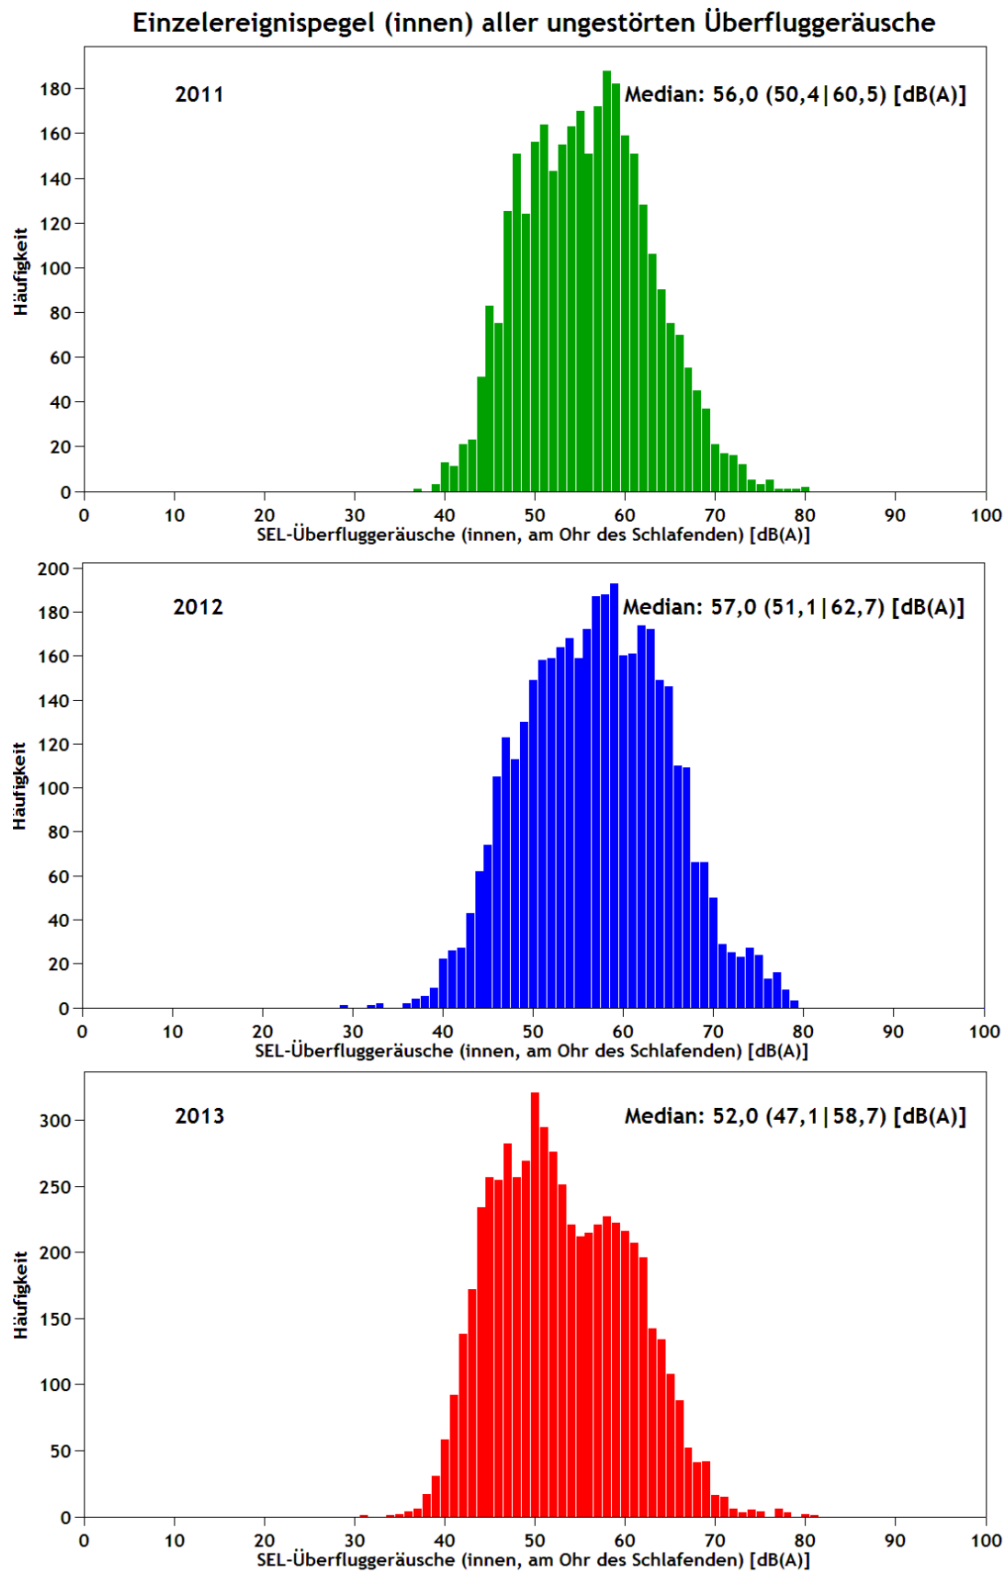 Einzelereignispegel (innen) aller ungestörten Überfluggeräusche
2011
Median: 56,0 (50,4|60,5) [dB(A)]
Häufigkeit
180
160
140
120
100
80
60
40
20
0
0 10 20 30 40 50 60 70 80 90 100
SEL-Überfluggeräusche (innen, am Ohr des Schlafenden) [dB(A)]
2012
Median: 57,0 (51,1|62,7) [dB(A)]
Häufigkeit
200
180
160
140
120
100
80
60
40
20
0
0 10 20 30 40 50 60 70 80 90 100
SEL-Überfluggeräusche (innen, am Ohr des Schlafenden) [dB(A)]
2013
Median: 52,0 (47,1|58,7) [dB(A)]
Häufigkeit
300
250
200
150
100
50
0
0 10 20 30 40 50 60 70 80 90 100
SEL-Überfluggeräusche (innen, am Ohr des Schlafenden) [dB(A)]